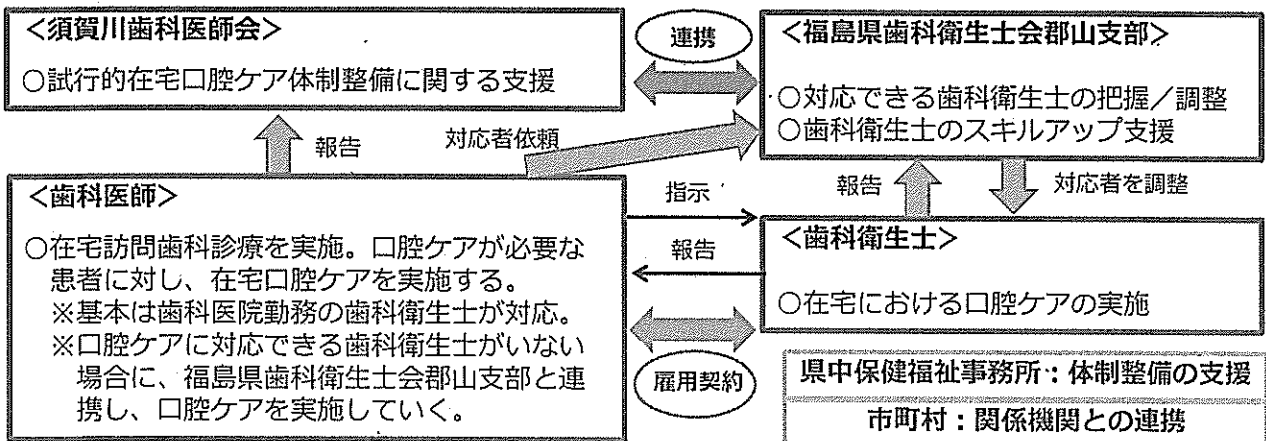 <須賀川歯科医師会>
○試行的在宅口腔ケア体制整備に関する支援
連携
<福島県歯科衛生士会郡山支部>
○対応できる歯科衛生士の把握/調整
○歯科衛生士のスキルアップ支援
報告
対応者依頼
報告
対応者を調整
<歯科医師>
○在宅訪問歯科診療を実施。口腔ケアが必要な
患者に対し、在宅口腔ケアを実施する。
※基本は歯科医院勤務の歯科衛生士が対応。
※口腔ケアに対応できる歯科衛生士がいない
場合に、福島県歯科衛生士会郡山支部と連
携し、口腔ケアを実施していく。
指示
報告
雇用契約
<歯科衛生士>
○在宅における口腔ケアの実施
県中保健福祉事務所:体制整備の支援
市町村:関係機関との連携